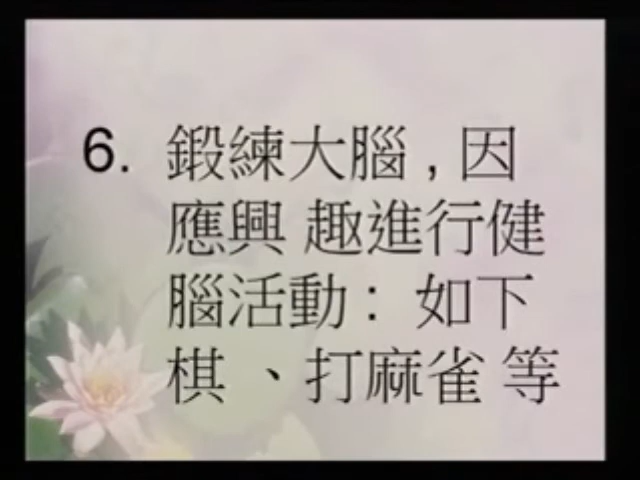 6. 鍛練大腦，因
應興 趣進行健
腦活動： 如下
棋 、打麻雀 等